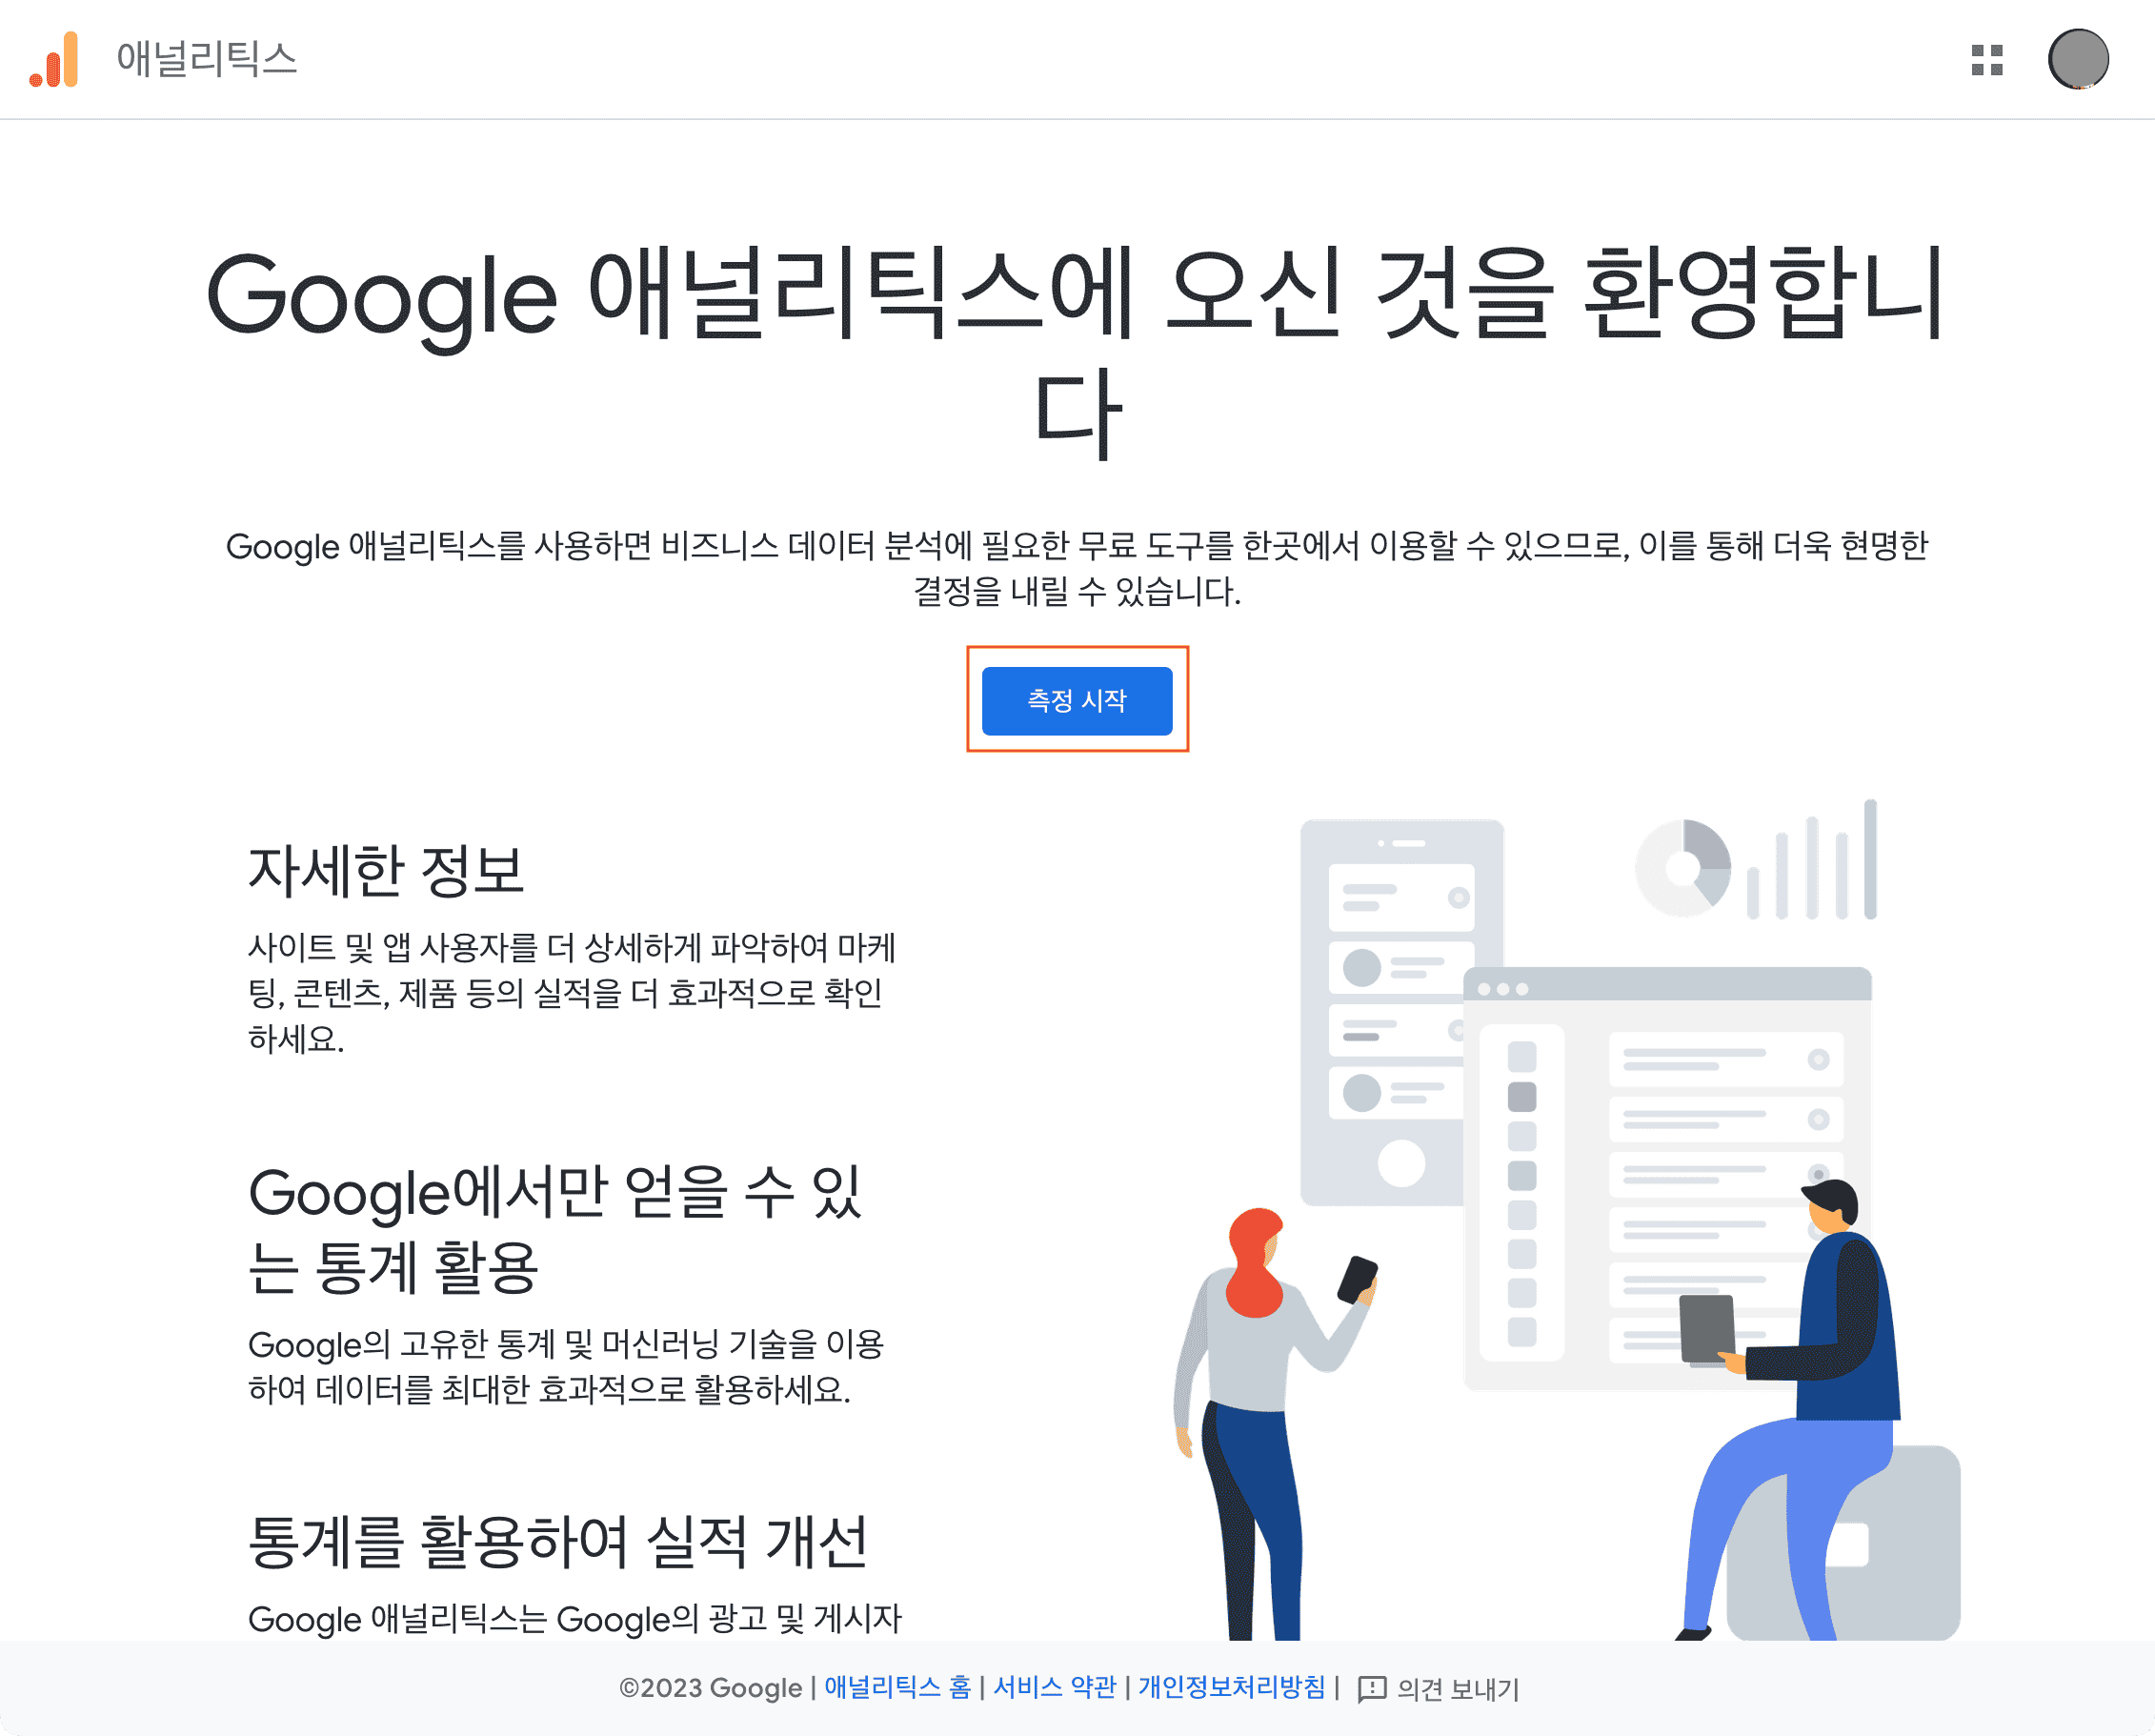 애널리틱스
Google 애널리틱스에 오신 것을 환영합니
다
Google 애널리틱스를 사용하면 비즈니스 데이터 분석에 필요한 무료 도구를 한곳에서 이용할 수 있으므로, 이를 통해 더욱 현명한
결정을 내릴 수 있습니다.
측정 시작
자세한 정보
사이트 및 앱 사용자를 더 상세하게 파악하여 마케
팅, 콘텐츠, 제품 등의 실적을 더 효과적으로 확인
하세요.
Google에서만 얻을 수 있
는 통계 활용
Google의 고유한 통계 및 머신러닝 기술을 이용
하여 데이터를 최대한 효과적으로 활용하세요.
통계를 활용하여 실적 개선
Google 애널리틱스는 Google의 광고 및 게시자
©2023 Google | 애널리틱스 홈 | 서비스 약관 | 개인정보처리방침 | 의견 보내기